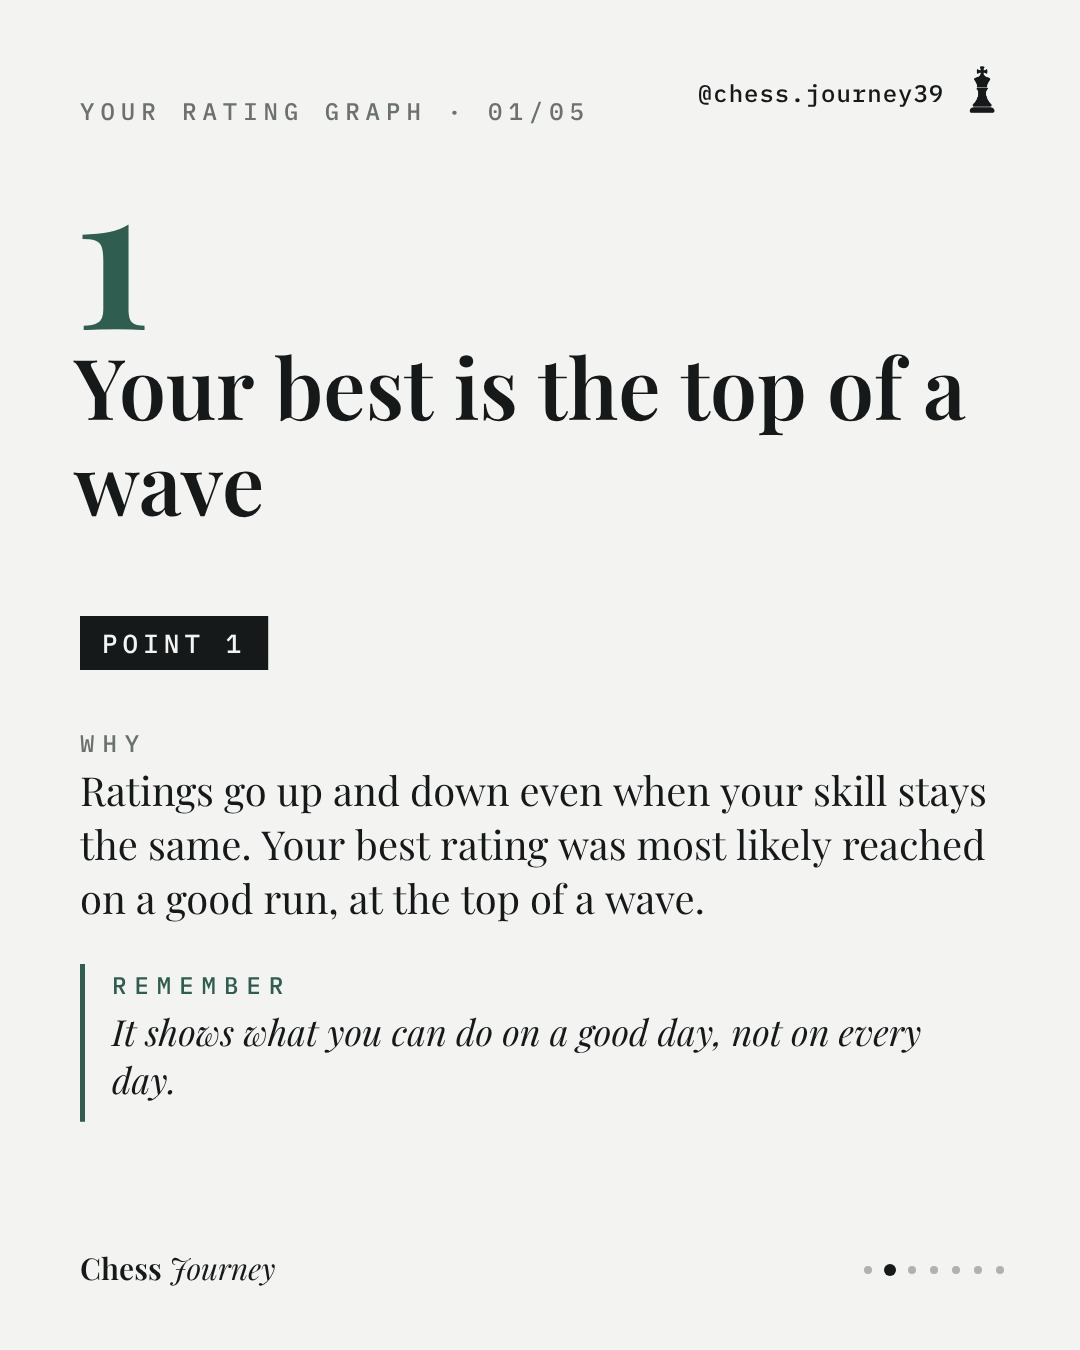 YOUR RATING GRAPH · 01/05
@chess.journey39
1
Your best is the top of a
wave
POINT 1
WHY
Ratings go up and down even when your skill stays
the same. Your best rating was most likely reached
on a good run, at the top of a wave.
REMEMBER
It shows what you can do on a good day, not on every
day.
Chess Journey